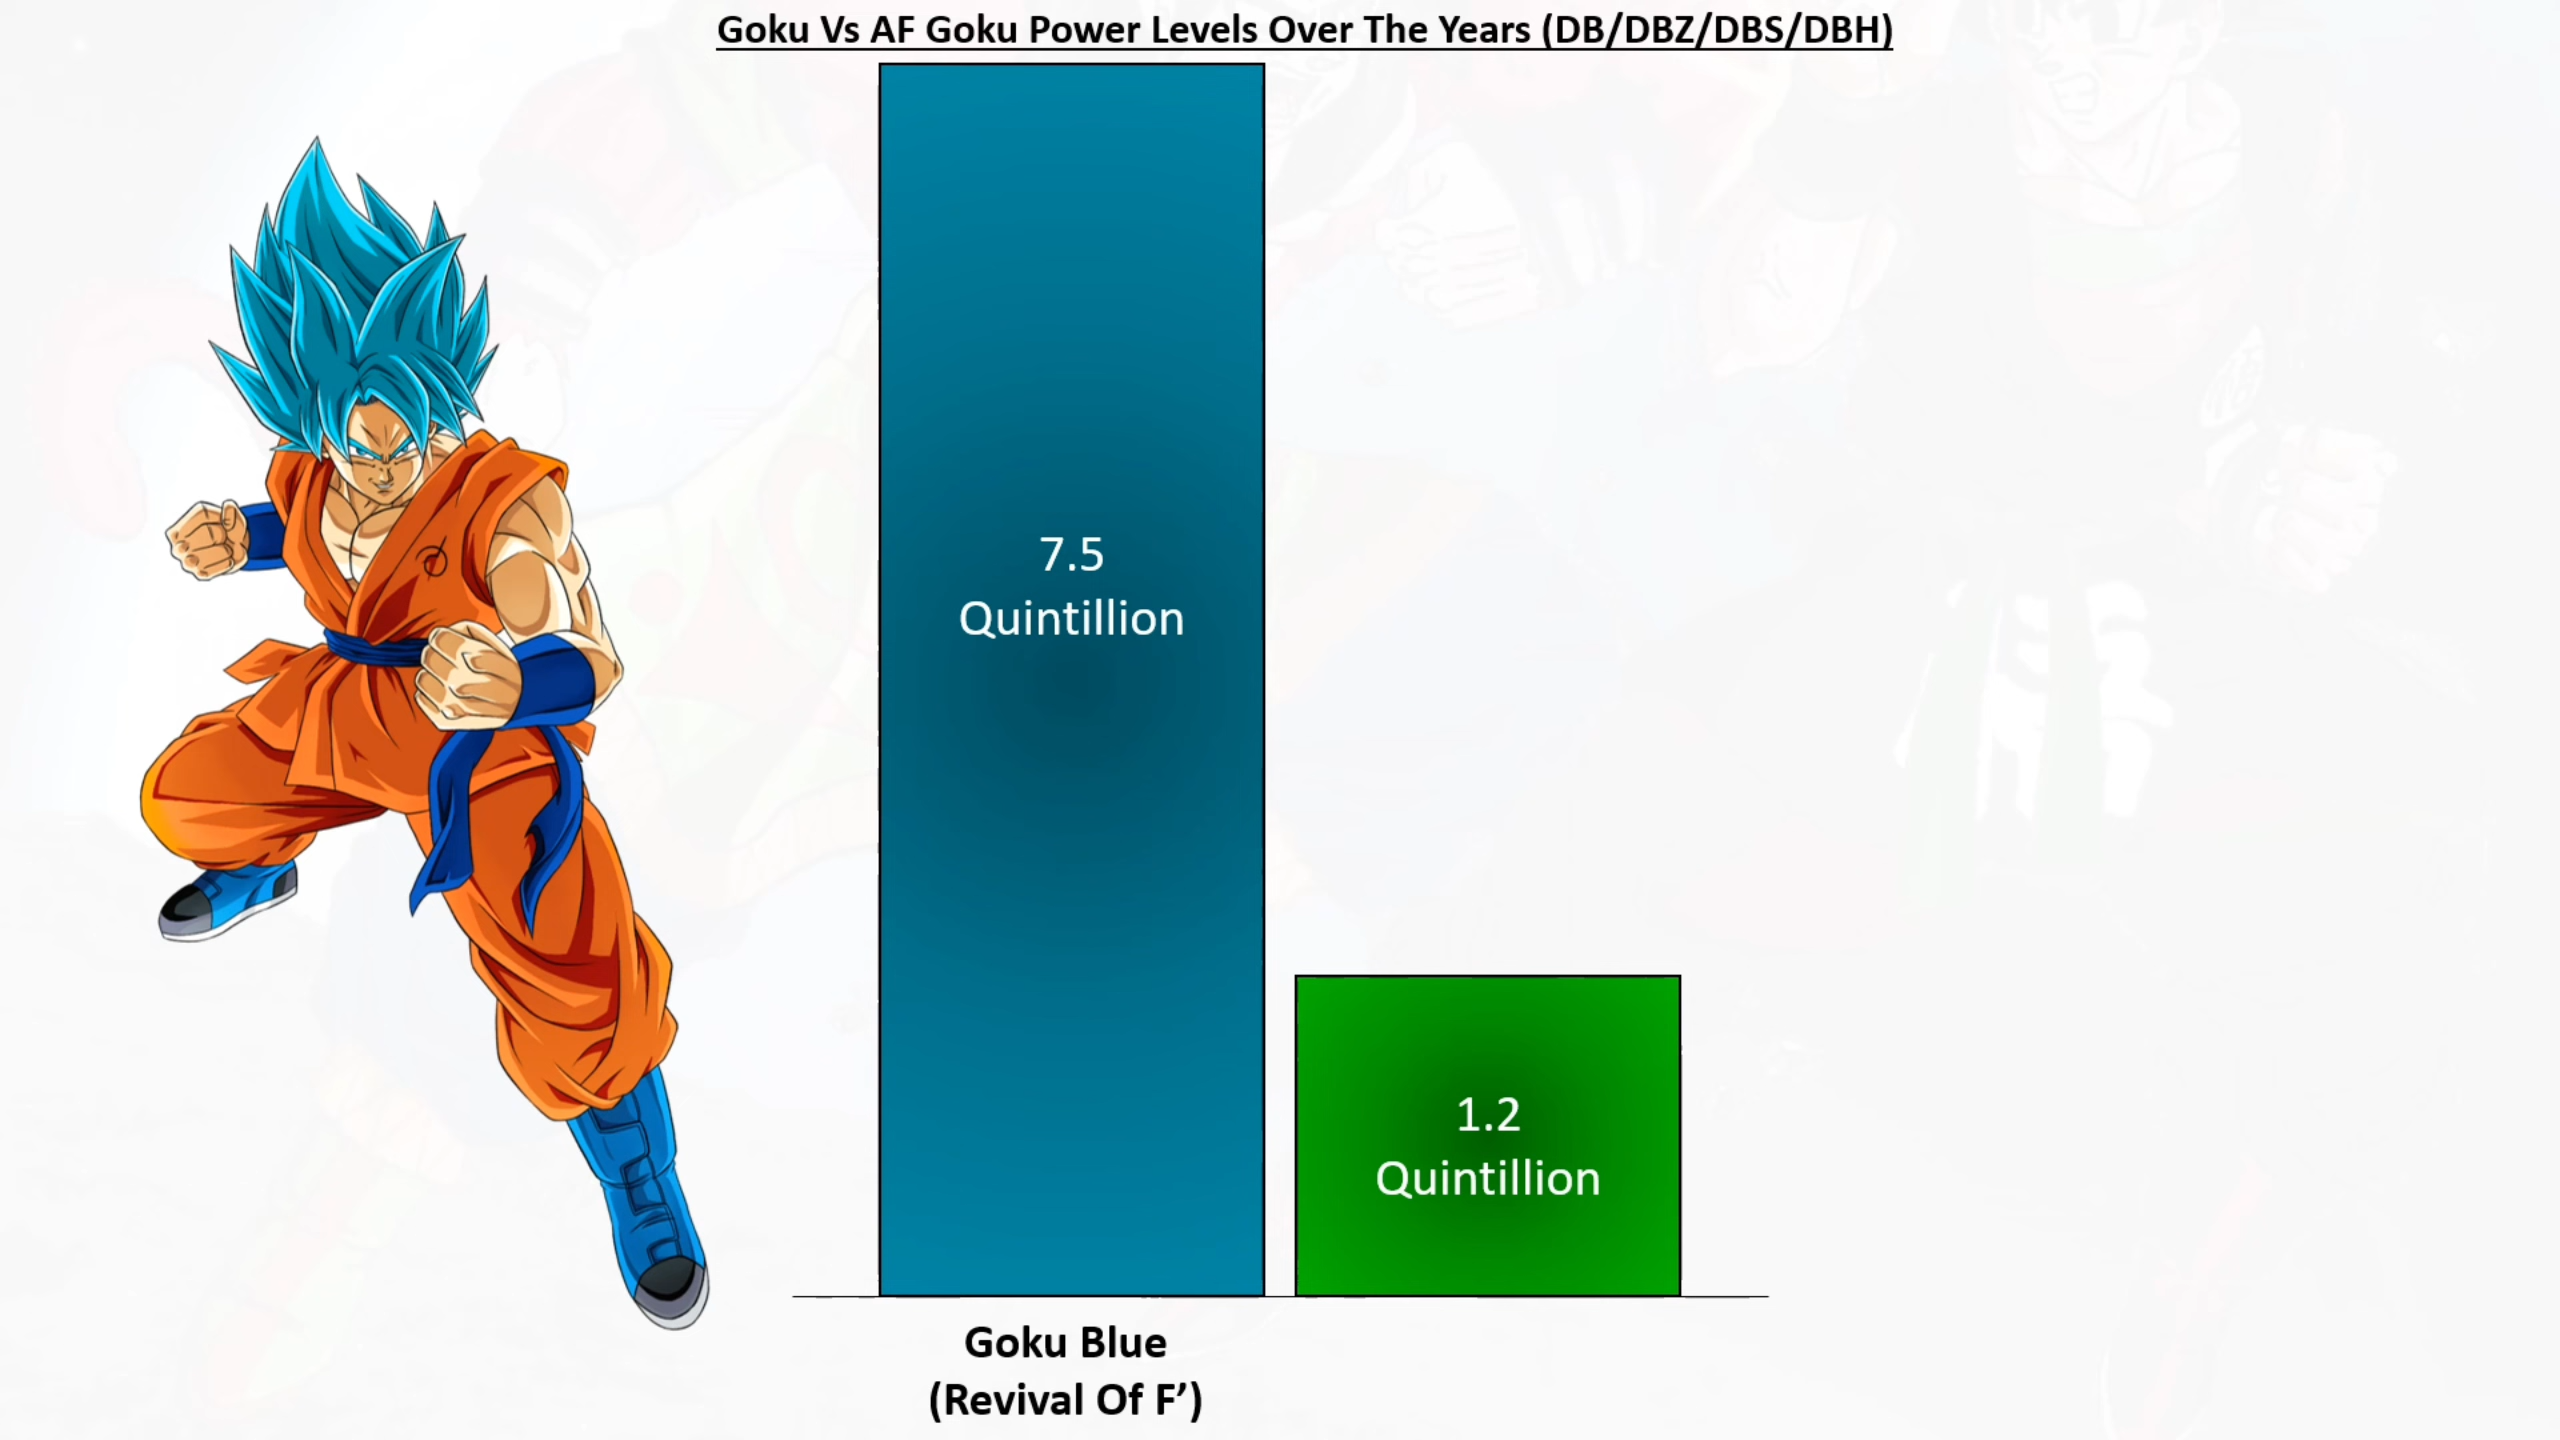 Goku Vs AF Goku Power Levels Over The Years (DB/DBZ/DBS/DBH)
7.5
Quintillion
1.2
Quintillion
Goku Blue
(Revival Of F’)